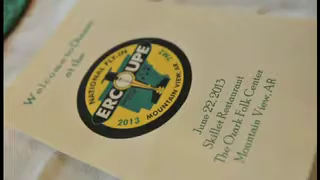 Welcome to Dinner
at the
NATIONAL FLY-IN
ERCOUPE
2013
MOUNTAIN VIEW, AR
June 22, 2013
Skillet Restaurant
The Ozark Folk Center
Mountain View, AR